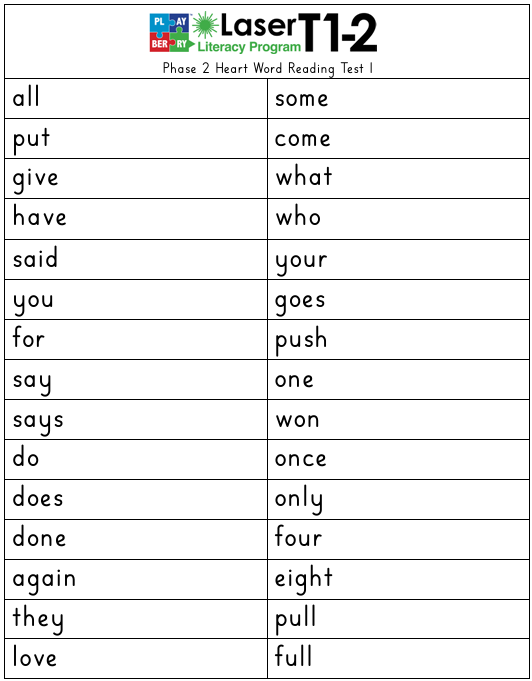 PL AY BER RY Laser T1-2
Literacy Program
Phase 2 Heart Word Reading Test 1
all some
put come
give what
have who
said your
you goes
for push
say one
says won
do once
does only
done four
again eight
they pull
love full